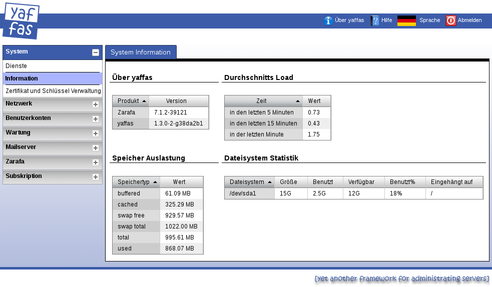 yaffas
Über yaffas Hilfe Sprache Abmelden
System
Dienste
Information
Zertifikat und Schlüssel Verwaltung
Netzwerk
Benutzerkonten
Wartung
Mailserver
Zarafa
Subskription
System Information
Über yaffas
Produkt Version
Zarafa 7.1.2-39121
yaffas 1.3.0-2-g38da2b1
Durchschnitts Load
Zeit Wert
in den letzten 5 Minuten 0.73
in den letzten 15 Minuten 0.43
in der letzten Minute 1.75
Speicher Auslastung
Speichertyp Wert
buffered 61.09 MB
cached 325.29 MB
swap free 929.57 MB
swap total 1022.00 MB
total 995.61 MB
used 868.07 MB
Dateisystem Statistik
Dateisystem Größe Benutzt Verfügbar Benutzt% Eingehängt auf
/dev/sda1 15G 2.5G 12G 18% /
[yet another framework for administrating servers]